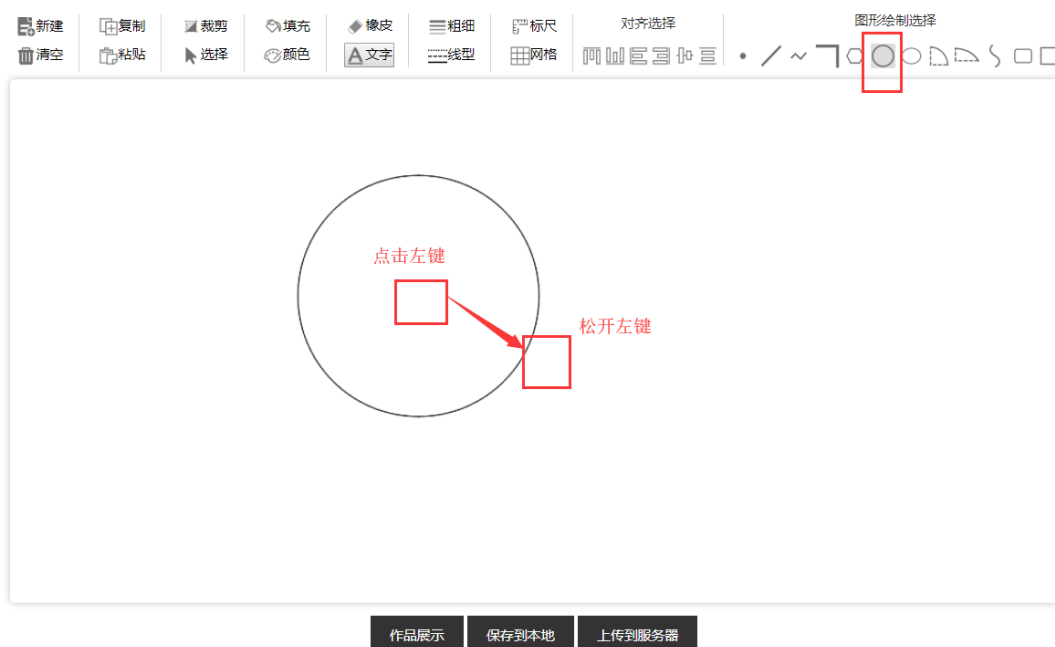 新建 复制 裁剪 填充 橡皮 粗细 标尺 对齐选择 图形绘制选择
清空 粘贴 选择 颜色 A文字 线型 网格
点击左键
松开左键
作品展示 保存到本地 上传到服务器